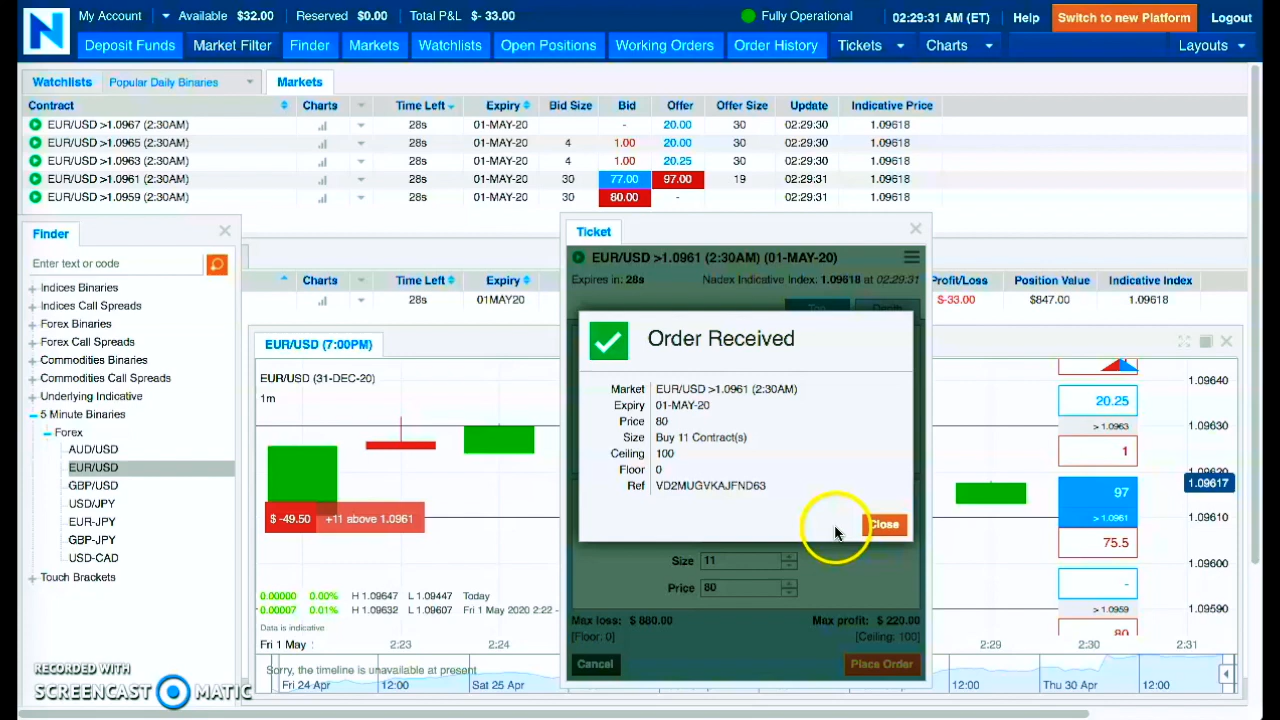 My Account Available $32.00 Reserved $0.00 Total P&L $ - 33.00 Fully Operational 02:29:31 AM (ET) Help Switch to new Platform Logout
N
Deposit Funds Market Filter Finder Markets Watchlists Open Positions Working Orders Order History Tickets Charts Layouts
Watchlists Popular Daily Binaries Markets
Contract Charts Time Left Expiry Bid Size Bid Offer Offer Size Update Indicative Price
EUR/USD >1.0967 (2:30AM) 28s 01-MAY-20 - 20.00 30 02:29:30 1.09618
EUR/USD >1.0965 (2:30AM) 28s 01-MAY-20 4 1.00 20.00 30 02:29:30 1.09618
EUR/USD >1.0963 (2:30AM) 28s 01-MAY-20 4 1.00 20.25 30 02:29:30 1.09618
EUR/USD >1.0961 (2:30AM) 28s 01-MAY-20 30 77.00 97.00 19 02:29:31 1.09618
EUR/USD >1.0959 (2:30AM) 28s 01-MAY-20 30 80.00 - 02:29:31 1.09618
Finder
Enter text or code
Indices Binaries
Indices Call Spreads
Forex Binaries
Forex Call Spreads
Commodities Binaries
Commodities Call Spreads
Underlying Indicative
5 Minute Binaries
Forex
AUD/USD
EUR/USD
GBP/USD
USD/JPY
EUR-JPY
GBP-JPY
USD-CAD
Touch Brackets
Charts Time Left Expiry Profit/Loss Position Value Indicative Index
28s 01MAY20 $-33.00 $847.00 1.09618
Ticket
EUR/USD >1.0961 (2:30AM) (01-MAY-20)
Expires in: 28s Nadex Indicative Index: 1.09618 at 02:29:31
Depth
Order Received
Market EUR/USD >1.0961 (2:30AM)
Expiry 01-MAY-20
Price 80
Size Buy 11 Contract(s)
Ceiling 100
Floor 0
Ref VD2MUGVKAJFND63
Close
Size 11
Price 80
Max loss: $ 880.00 Max profit: $ 220.00
[Floor: 0] [Ceiling: 100]
Cancel Place Order
EUR/USD (7:00PM)
EUR/USD (31-DEC-20)
1m
$ -49.50 +11 above 1.0961
20.25
> 1.0963
1
97
> 1.0961
75.5
-
> 1.0959
80
1.09640
1.09630
1.09620
1.09617
1.09610
1.09590
0.00000 0.00% H 1.09647 L 1.09447 Today
0.00007 0.01% H 1.09632 L 1.09607 Fri 1 May 2020 2:22 -
Data is indicative
Fri 1 May 2:23 2:24 2:29 2:30 2:31
Sorry, the timeline is unavailable at present
Fri 24 Apr 12:00 Sat 25 Apr 12:00 Thu 30 Apr 12:00
RECORDED WITH
SCREENCAST MATIC